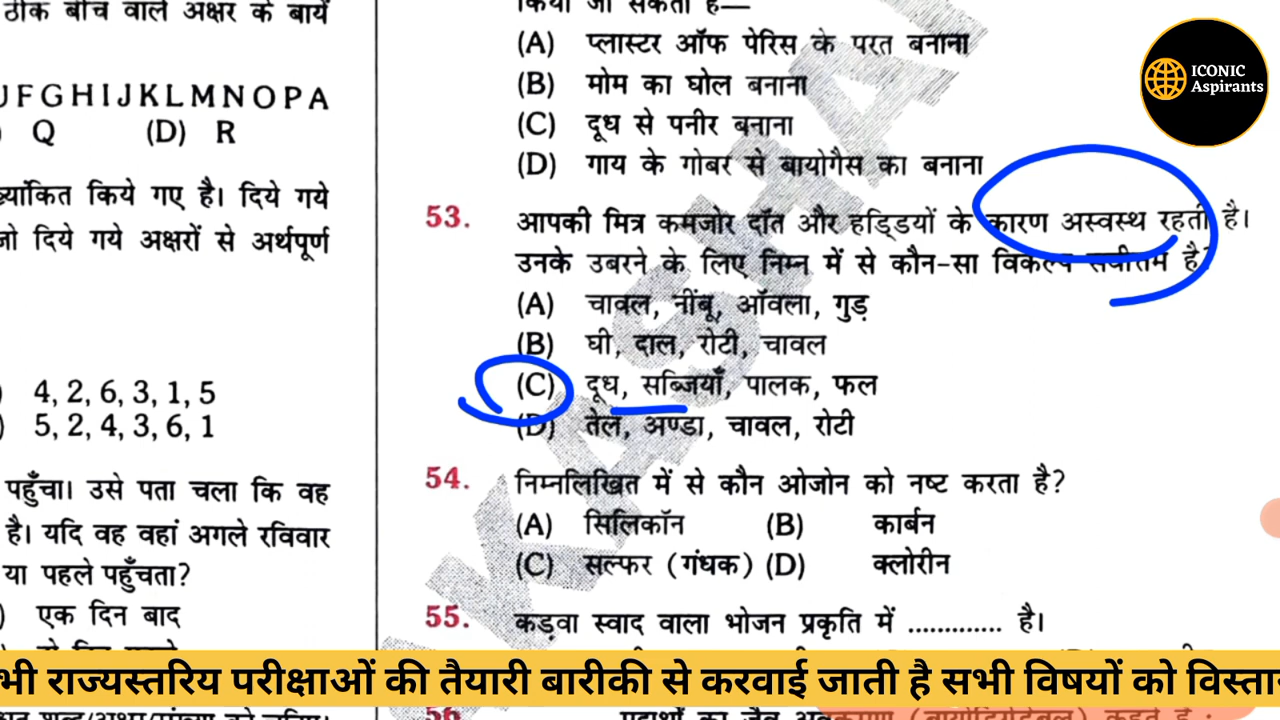 ठीक बीच वाले अक्षर के बायें
J F G H I J K L M N O P A
Q (D) R
ख्यांकित किये गए है। दिये गये
जो दिये गये अक्षरों से अर्थपूर्ण
4, 2, 6, 3, 1, 5
5, 2, 4, 3, 6, 1
पहुँचा। उसे पता चला कि वह
है। यदि वह वहां अगले रविवार
या पहले पहुँचता?
एक दिन बाद
किया जा सकता है—
(A) प्लास्टर ऑफ पेरिस के परत बनाना
(B) मोम का घोल बनाना
(C) दूध से पनीर बनाना
(D) गाय के गोबर से बायोगैस का बनाना
53. आपकी मित्र कमजोर दाँत और हड्डियों के कारण अस्वस्थ रहती है।
उनके उबरने के लिए निम्न में से कौन-सा विकल्प सर्वोत्तम है?
(A) चावल, नींबू, आँवला, गुड़
(B) घी, दाल, रोटी, चावल
(C) दूध, सब्जियाँ, पालक, फल
(D) तेल, अण्डा, चावल, रोटी
54. निम्नलिखित में से कौन ओजोन को नष्ट करता है?
(A) सिलिकॉन (B) कार्बन
(C) सल्फर (गंधक) (D) क्लोरीन
55. कड़वा स्वाद वाला भोजन प्रकृति में ............. है।
ICONIC
Aspirants
भी राज्यस्तरिय परीक्षाओं की तैयारी बारीकी से करवाई जाती है सभी विषयों को विस्ता
56.